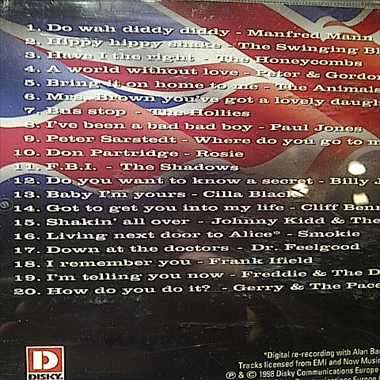 1. Do wah diddy diddy - Manfred Mann
2. Hippy hippy shake - The Swinging Bl
3. Have I the right - The Honeycombs
4. A world without love - Peter & Gordon
5. Bring it on home to me - The Animals
6. Mrs. Brown you've got a lovely daugh
7. Bus stop - The Hollies
8. I've been a bad bad boy - Paul Jones
9. Peter Sarstedt - Where do you go to m
10. Don Partridge - Rosie
11. F.B.I. - The Shadows
12. Do you want to know a secret - Billy J
13. Baby I'm yours - Cilla Black
14. Got to get you into my life - Cliff Benn
15. Shakin' all over - Johnny Kidd & The
16. Living next door to Alice* - Smokie
17. Down at the doctors - Dr. Feelgood
18. I remember you - Frank Ifield
19. I'm telling you now - Freddie & The D
20. How do you do it? - Gerry & The Pace
*Digital re-recording with Alan Ba
Tracks licensed from EMI and Now Music
℗ & © 1998 Disky Communications Europe
D
DISKY.